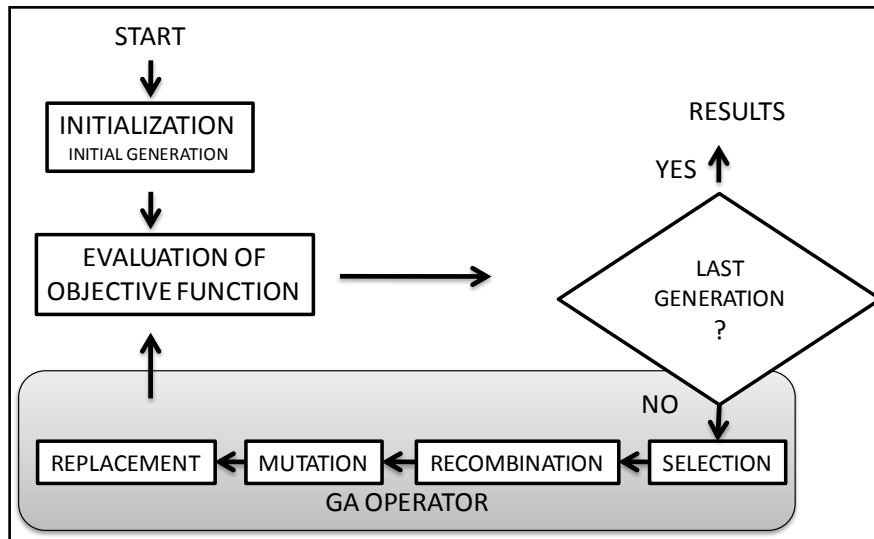 START
INITIALIZATION
INITIAL GENERATION
EVALUATION OF
OBJECTIVE FUNCTION
RESULTS
YES
LAST
GENERATION
?
NO
SELECTION
RECOMBINATION
MUTATION
REPLACEMENT
GA OPERATOR